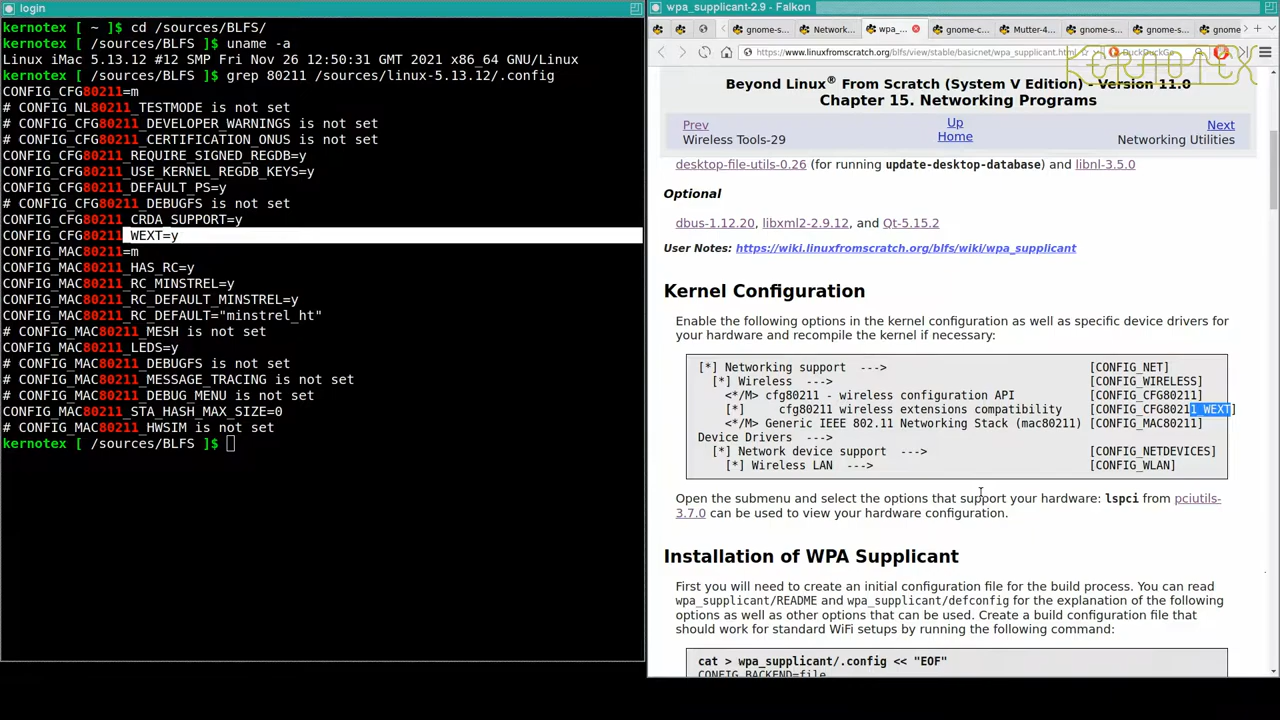 login
kernotex [ ~ ]$ cd /sources/BLFS/
kernotex [ /sources/BLFS ]$ uname -a
Linux iMac 5.13.12 #12 SMP Fri Nov 26 12:50:31 GMT 2021 x86_64 GNU/Linux
kernotex [ /sources/BLFS ]$ grep 80211 /sources/linux-5.13.12/.config
CONFIG_CFG80211=m
# CONFIG_NL80211_TESTMODE is not set
# CONFIG_CFG80211_DEVELOPER_WARNINGS is not set
# CONFIG_CFG80211_CERTIFICATION_ONUS is not set
CONFIG_CFG80211_REQUIRE_SIGNED_REGDB=y
CONFIG_CFG80211_USE_KERNEL_REGDB_KEYS=y
CONFIG_CFG80211_DEFAULT_PS=y
# CONFIG_CFG80211_DEBUGFS is not set
CONFIG_CFG80211_CRDA_SUPPORT=y
CONFIG_CFG80211_WEXT=y
CONFIG_MAC80211=m
CONFIG_MAC80211_HAS_RC=y
CONFIG_MAC80211_RC_MINSTREL=y
CONFIG_MAC80211_RC_DEFAULT_MINSTREL=y
CONFIG_MAC80211_RC_DEFAULT="minstrel_ht"
# CONFIG_MAC80211_MESH is not set
CONFIG_MAC80211_LEDS=y
# CONFIG_MAC80211_DEBUGFS is not set
# CONFIG_MAC80211_MESSAGE_TRACING is not set
# CONFIG_MAC80211_DEBUG_MENU is not set
CONFIG_MAC80211_STA_HASH_MAX_SIZE=0
# CONFIG_MAC80211_HWSIM is not set
kernotex [ /sources/BLFS ]$
wpa_supplicant-2.9 - Falkon
gnome-s Network. wpa_... gnome-c Mutter-4 gnome-s gnome-s gnome
https://www.linuxfromscratch.org/blfs/view/stable/basicnet/wpa_supplicant.html DuckDuckGo
KERNOTEX
Beyond Linux® From Scratch (System V Edition) - Version 11.0
Chapter 15. Networking Programs
Prev Up Next
Wireless Tools-29 Home Networking Utilities
desktop-file-utils-0.26 (for running update-desktop-database) and libnl-3.5.0
Optional
dbus-1.12.20, libxml2-2.9.12, and Qt-5.15.2
User Notes: https://wiki.linuxfromscratch.org/blfs/wiki/wpa_supplicant
Kernel Configuration
Enable the following options in the kernel configuration as well as specific device drivers for
your hardware and recompile the kernel if necessary:
[*] Networking support ---> [CONFIG_NET]
[*] Wireless ---> [CONFIG_WIRELESS]
<*/M> cfg80211 - wireless configuration API [CONFIG_CFG80211]
[*] cfg80211 wireless extensions compatibility [CONFIG_CFG80211_WEXT]
<*/M> Generic IEEE 802.11 Networking Stack (mac80211) [CONFIG_MAC80211]
Device Drivers --->
[*] Network device support ---> [CONFIG_NETDEVICES]
[*] Wireless LAN ---> [CONFIG_WLAN]
Open the submenu and select the options that support your hardware: lspci from pciutils-
3.7.0 can be used to view your hardware configuration.
Installation of WPA Supplicant
First you will need to create an initial configuration file for the build process. You can read
wpa_supplicant/README and wpa_supplicant/defconfig for the explanation of the following
options as well as other options that can be used. Create a build configuration file that
should work for standard WiFi setups by running the following command:
cat > wpa_supplicant/.config << "EOF"
CONFIG_BACKEND=file